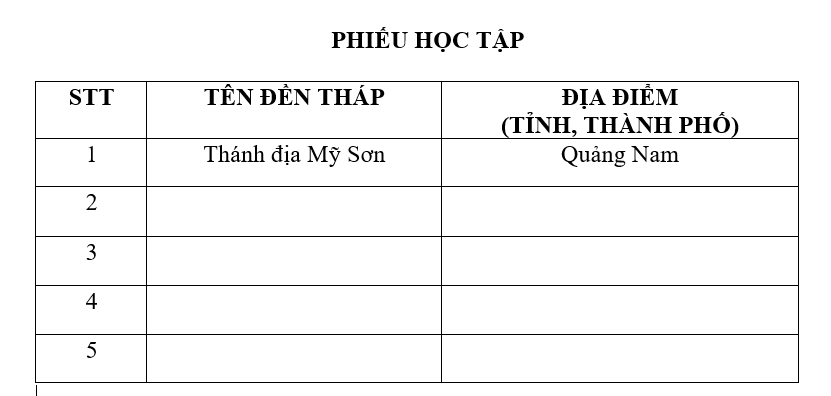 PHIẾU HỌC TẬP
STT TÊN ĐỀN THÁP ĐỊA ĐIỂM
(TỈNH, THÀNH PHỐ)
1 Thánh địa Mỹ Sơn Quảng Nam
2
3
4
5